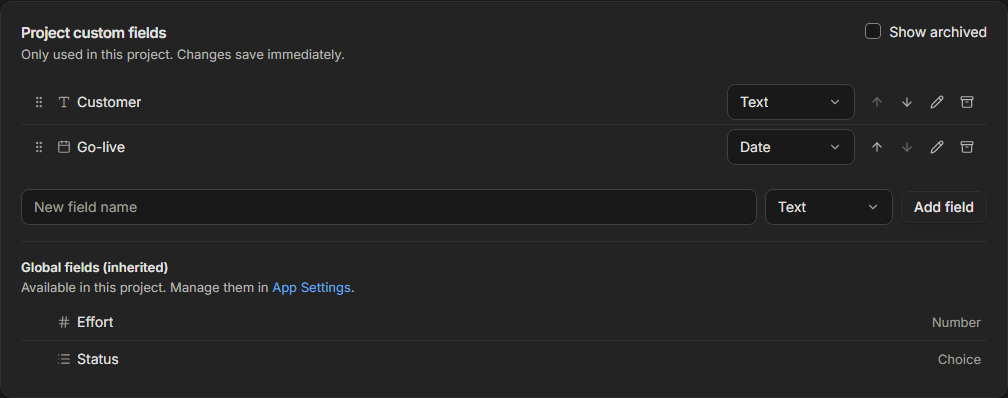 Project custom fields
Show archived
Only used in this project. Changes save immediately.
Customer
Text
Go-live
Date
New field name
Text
Add field
Global fields (inherited)
Available in this project. Manage them in App Settings.
Effort
Number
Status
Choice